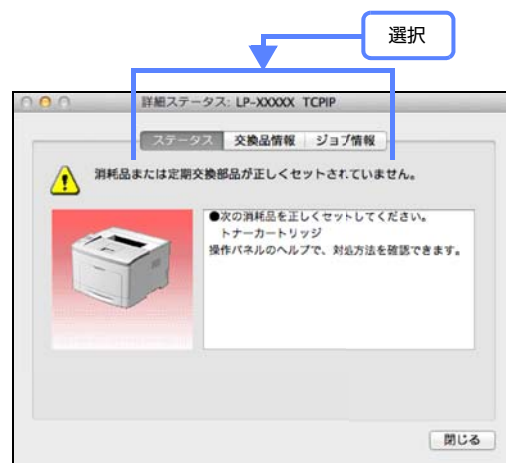 選択
詳細ステータス: LP-XXXXX TCPIP
ステータス 交換品情報 ジョブ情報
消耗品または定期交換部品が正しくセットされていません。
●次の消耗品を正しくセットしてください。
トナーカートリッジ
操作パネルのヘルプで、対処方法を確認できます。
閉じる